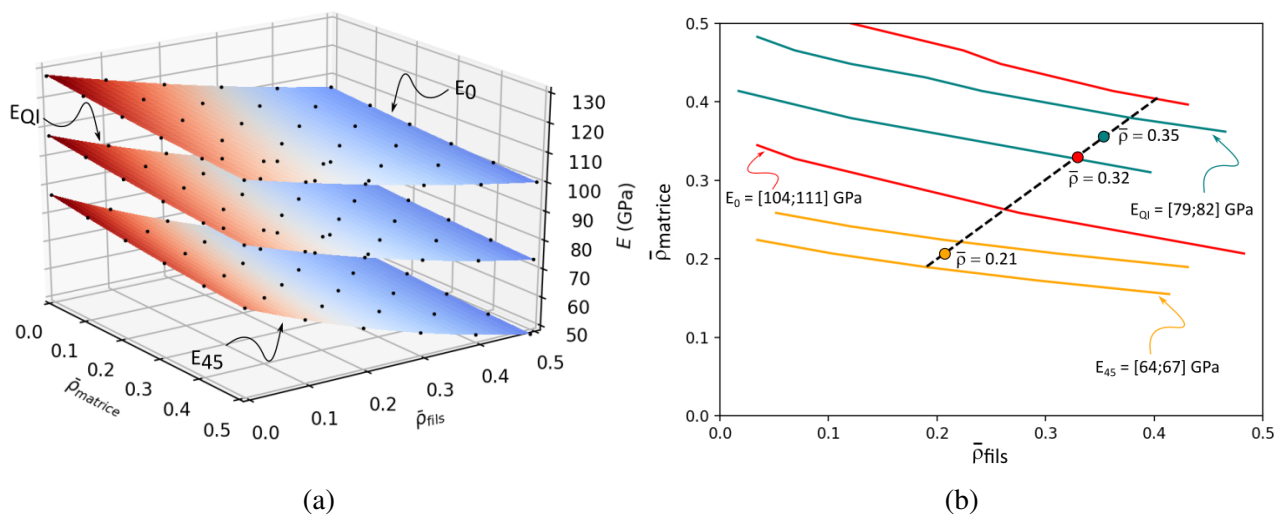 E0
EQI
E45
130
120
110
100
90
80
70
60
50
E (GPa)
0.0
0.1
0.2
0.3
0.4
0.5
ρ̄matrice
0.0
0.1
0.2
0.3
0.4
0.5
ρ̄fils
(a)
0.5
0.4
0.3
0.2
0.1
0.0
ρ̄matrice
ρ̄ = 0.35
ρ̄ = 0.32
E0 = [104;111] GPa
EQI = [79;82] GPa
ρ̄ = 0.21
E45 = [64;67] GPa
0.0
0.1
0.2
0.3
0.4
0.5
ρ̄fils
(b)